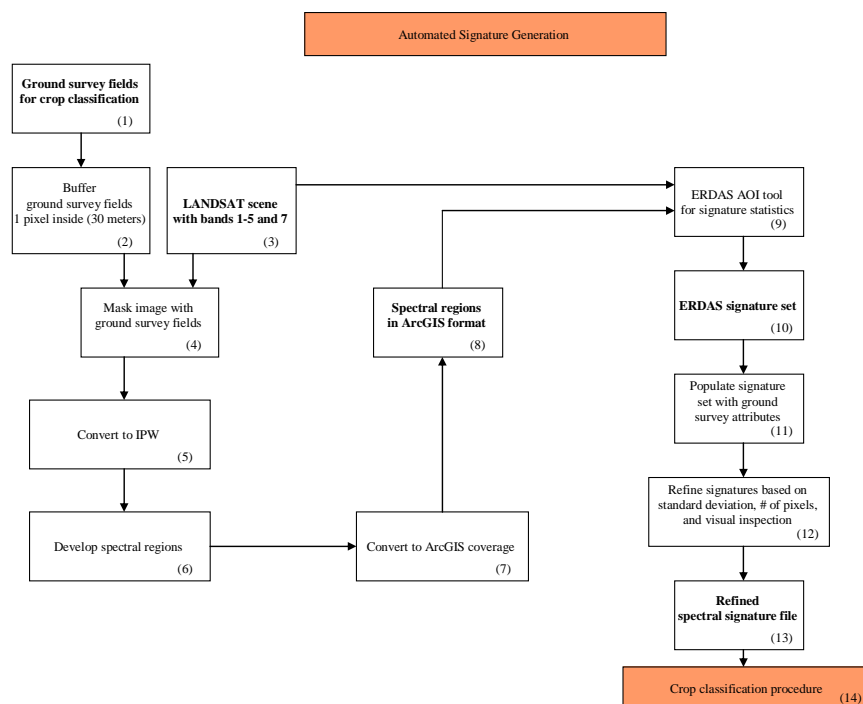 Automated Signature Generation
Ground survey fields
for crop classification
(1)
Buffer
ground survey fields
1 pixel inside (30 meters)
(2)
LANDSAT scene
with bands 1-5 and 7
(3)
Mask image with
ground survey fields
(4)
Convert to IPW
(5)
Develop spectral regions
(6)
Convert to ArcGIS coverage
(7)
Spectral regions
in ArcGIS format
(8)
ERDAS AOI tool
for signature statistics
(9)
ERDAS signature set
(10)
Populate signature
set with ground
survey attributes
(11)
Refine signatures based on
standard deviation, # of pixels,
and visual inspection
(12)
Refined
spectral signature file
(13)
Crop classification procedure
(14)